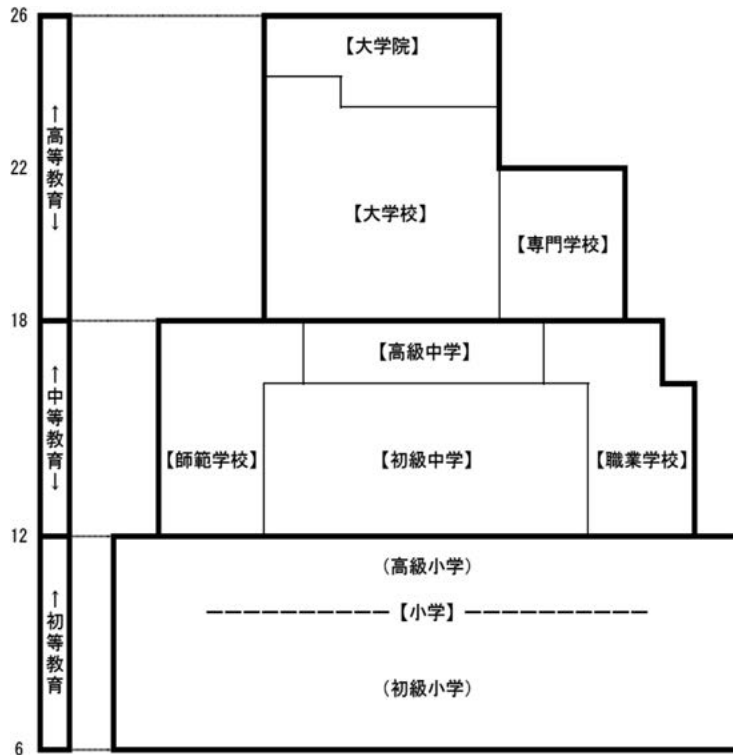 26
【大学院】
↑高等教育↓
22
【大学校】
【専門学校】
18
【高級中学】
↑中等教育↓
【師範学校】
【初級中学】
【職業学校】
12
(高級小学)
【小学】
↑初等教育
(初級小学)
6